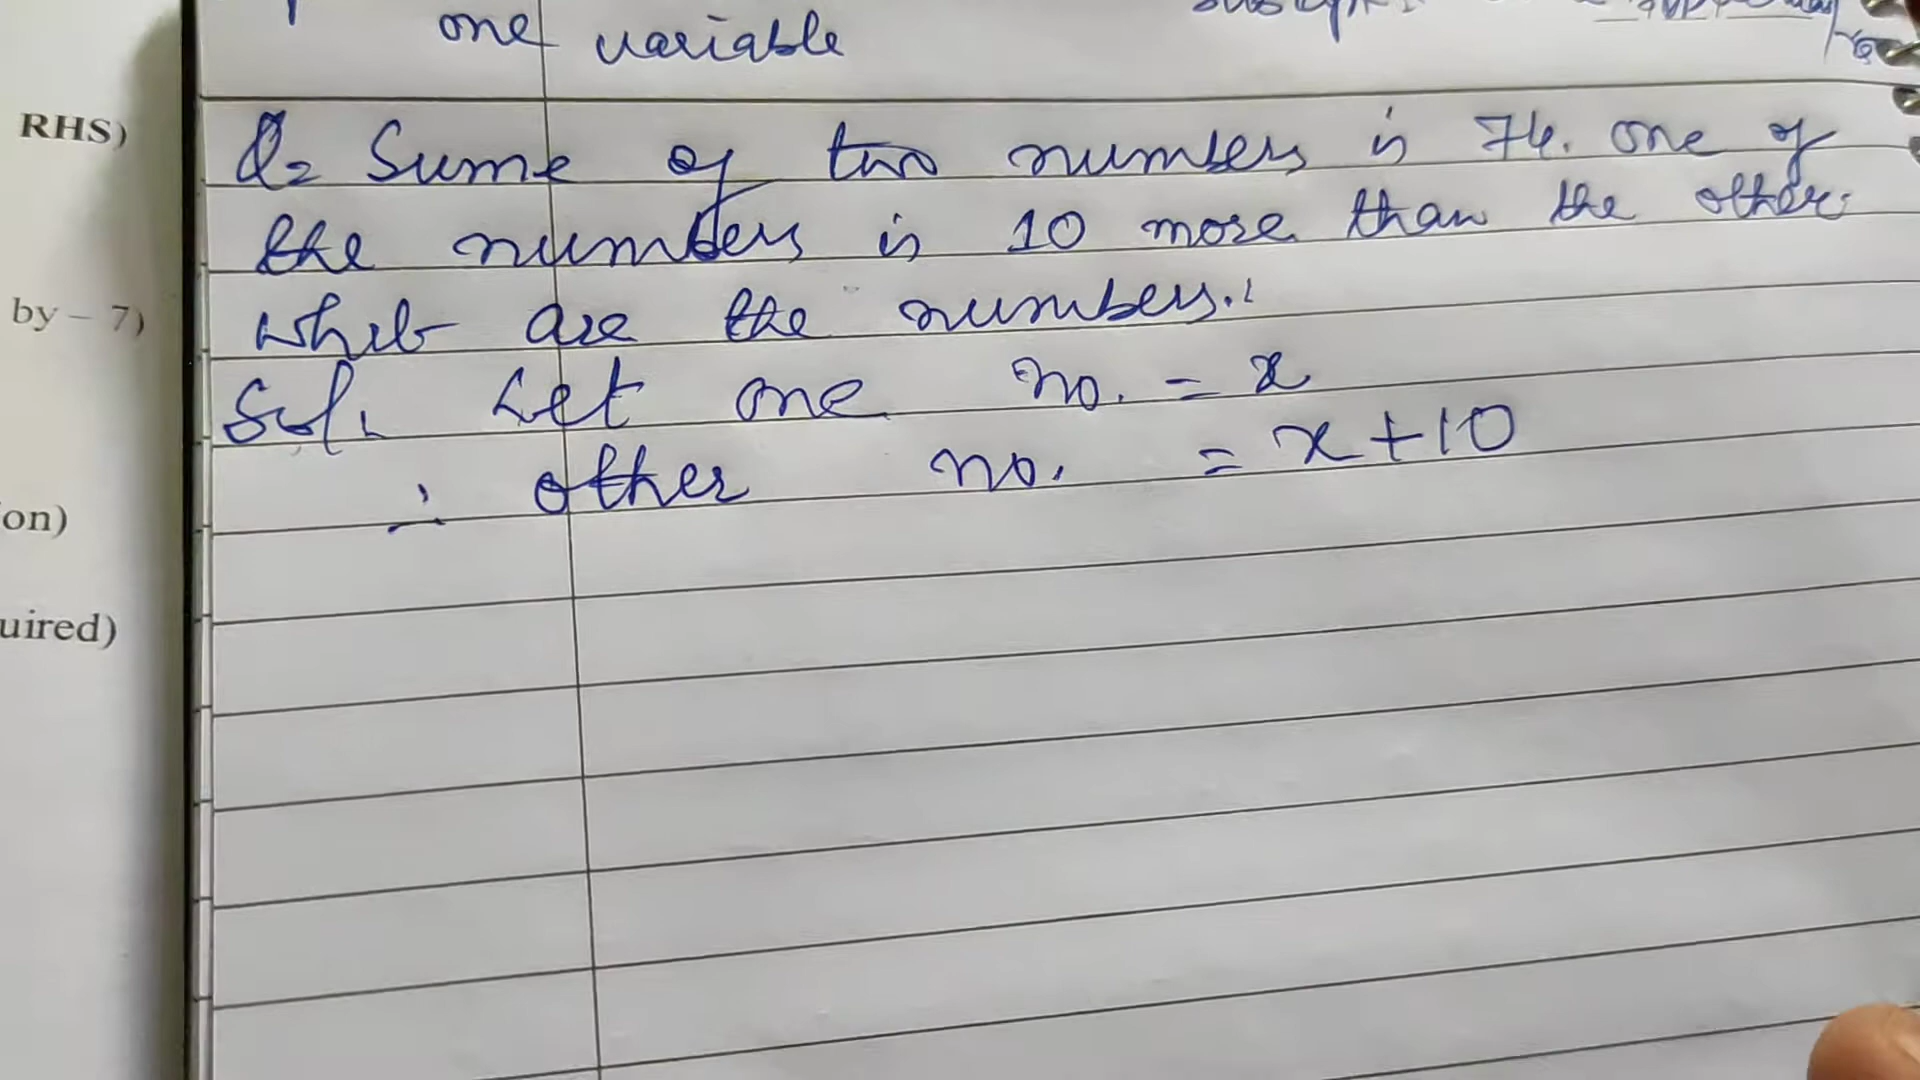 one variable
RHS)
Q2 Sume of two numbers is 74. one of
the numbers is 10 more than the other.
by – 7)
what are the numbers.
Sol. Let one no. = x
∴ other no. = x + 10
on)
uired)